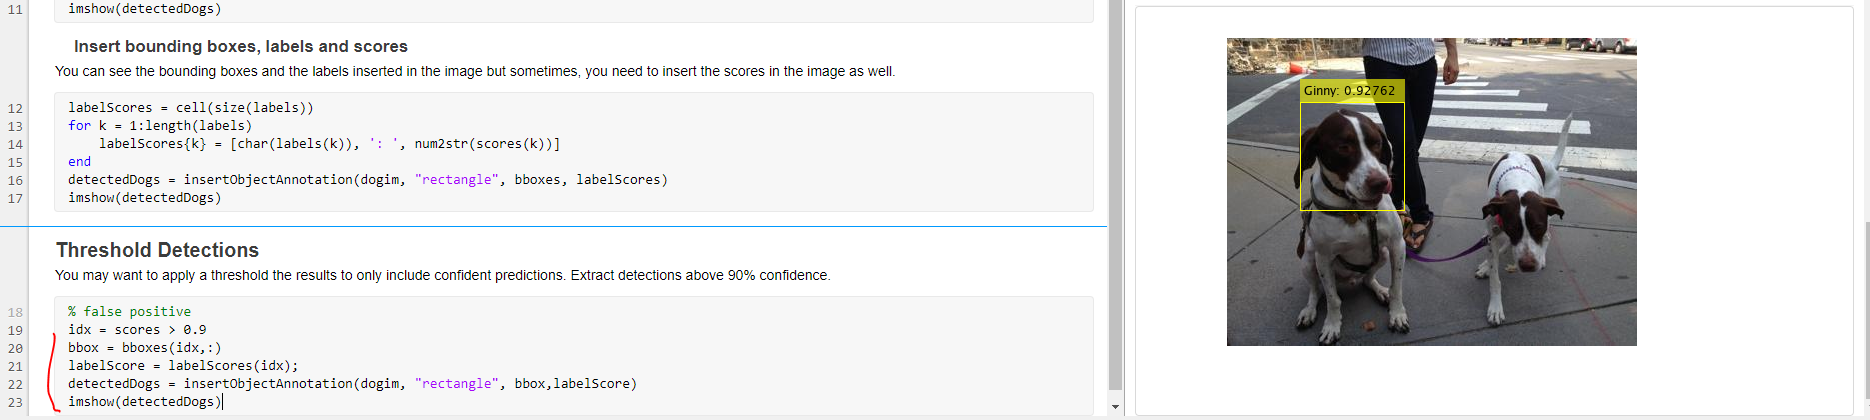 11 imshow(detectedDogs)
Insert bounding boxes, labels and scores
You can see the bounding boxes and the labels inserted in the image but sometimes, you need to insert the scores in the image as well.
12 labelScores = cell(size(labels))
13 for k = 1:length(labels)
14 labelScores{k} = [char(labels(k)), ': ', num2str(scores(k))]
15 end
16 detectedDogs = insertObjectAnnotation(dogim, "rectangle", bboxes, labelScores)
17 imshow(detectedDogs)
Threshold Detections
You may want to apply a threshold the results to only include confident predictions. Extract detections above 90% confidence.
18 % false positive
19 idx = scores > 0.9
20 bbox = bboxes(idx,:)
21 labelScore = labelScores(idx);
22 detectedDogs = insertObjectAnnotation(dogim, "rectangle", bbox,labelScore)
23 imshow(detectedDogs)
Ginny: 0.92762